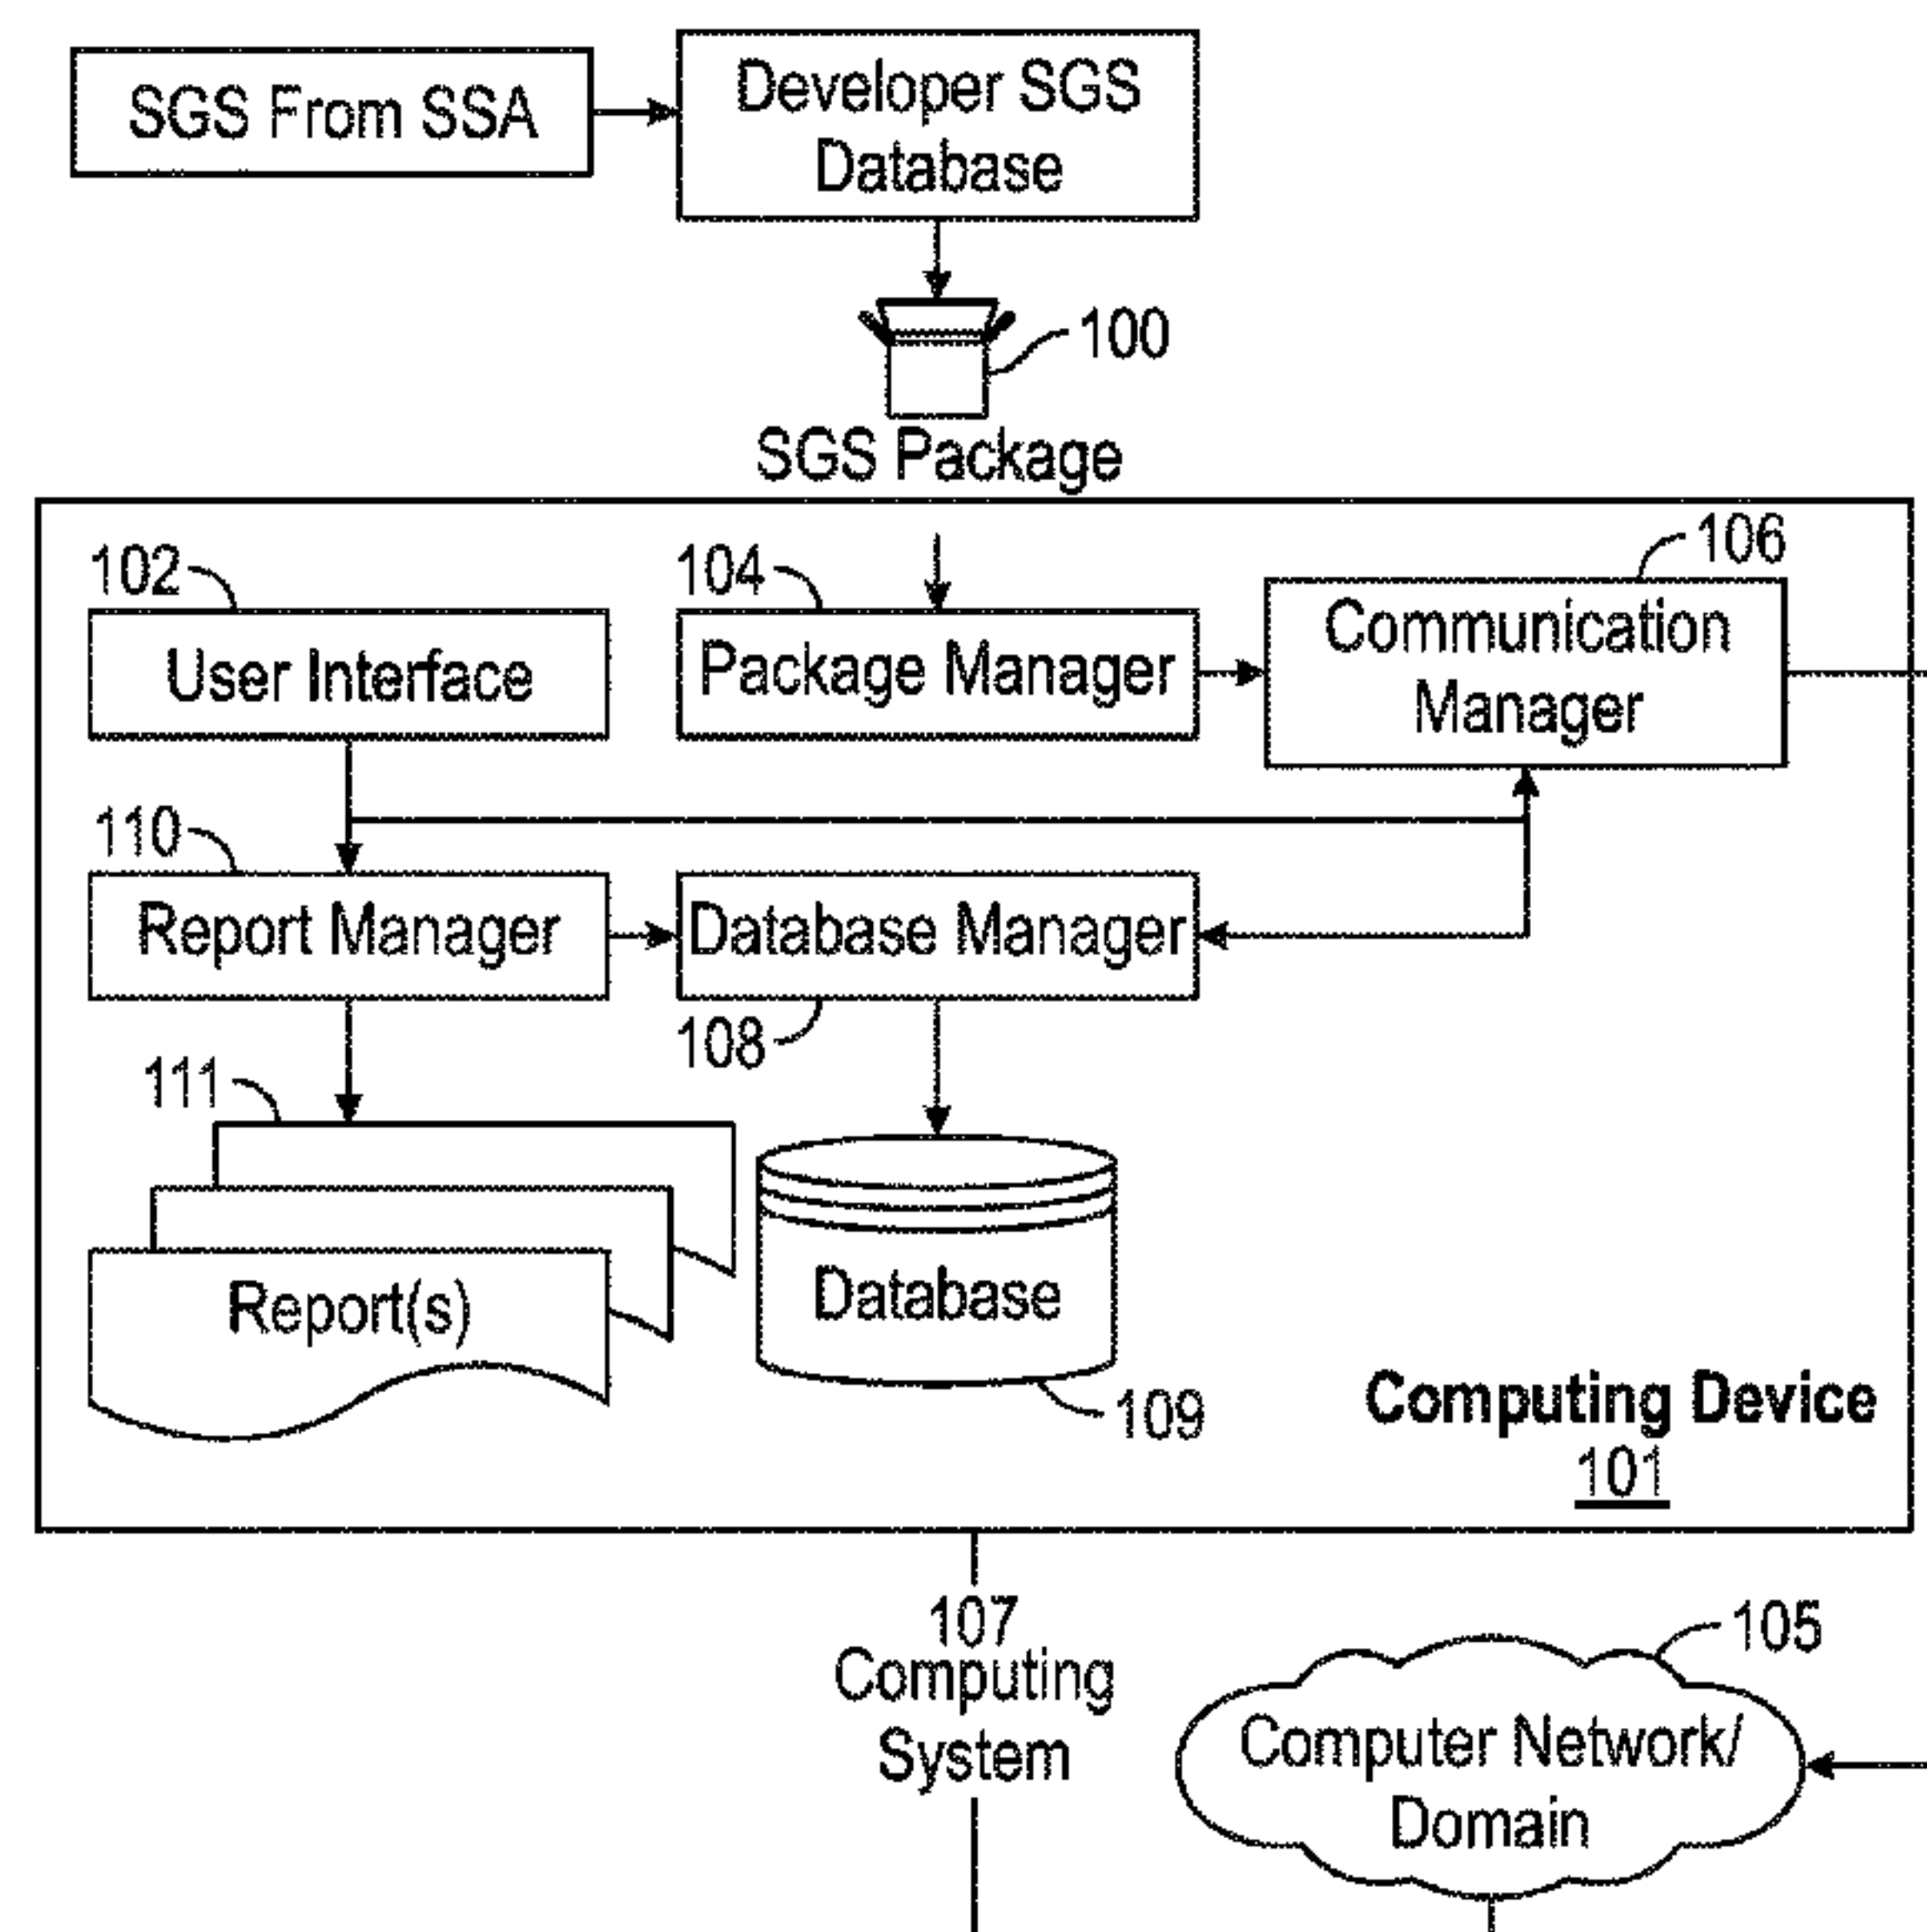 SGS From SSA
Developer SGS
Database
100
SGS Package
102
104
106
User Interface
Package Manager
Communication
Manager
110
Report Manager
Database Manager
108
111
Report(s)
Database
109
Computing Device
101
107
Computing
System
105
Computer Network/
Domain